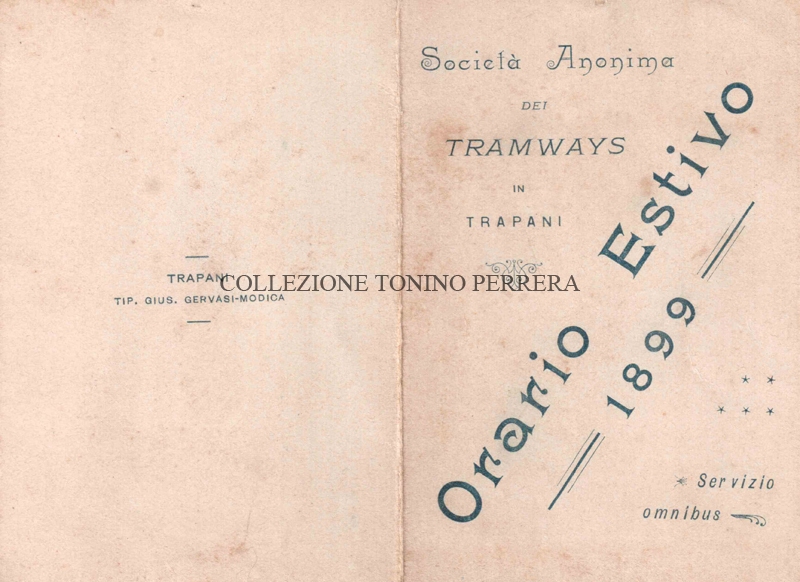 TRAPANI
TIP. GIUS. GERVASI-MODICA
COLLEZIONE TONINO PERRERA
Società Anonima
DEI
TRAMWAYS
IN
TRAPANI
Orario Estivo
1899
Servizio
omnibus